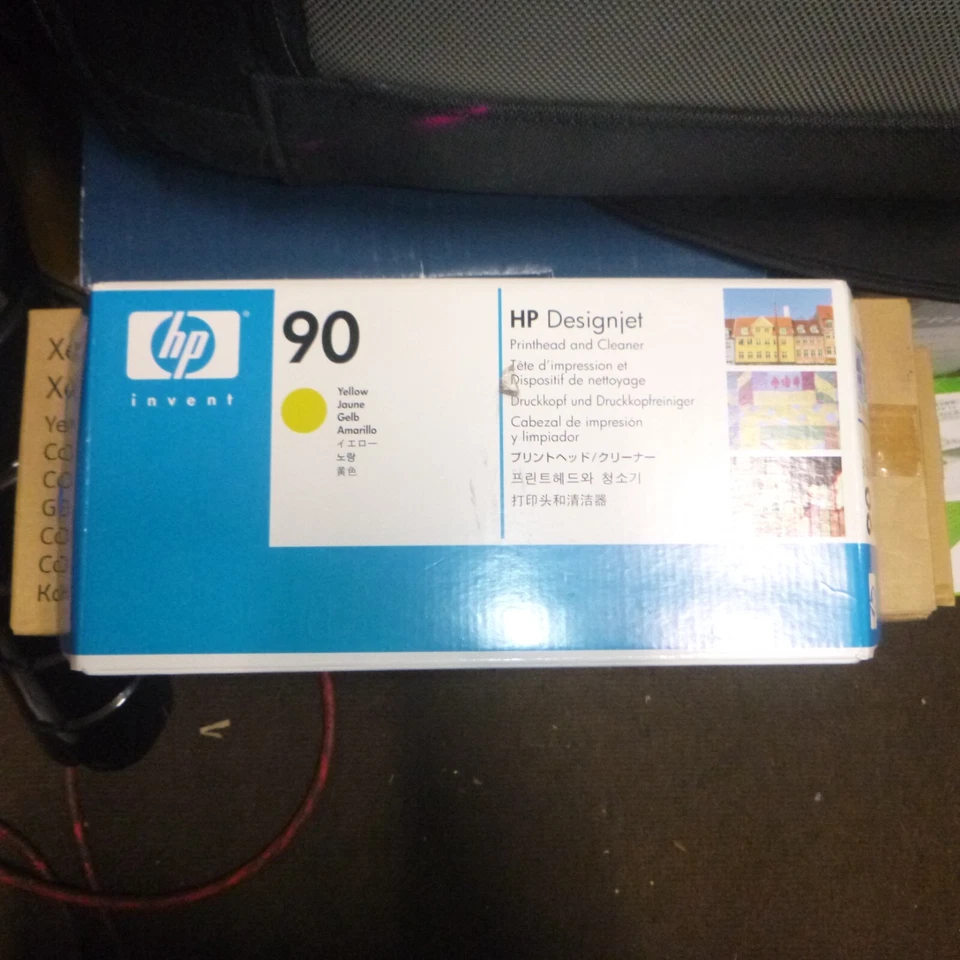 hp
invent
90
Yellow
Jaune
Gelb
Amarillo
イエロー
노랑
黄色
HP Designjet
Printhead and Cleaner
Tête d'impression et
Dispositif de nettoyage
Druckkopf und Druckkopfreiniger
Cabezal de impresión
y limpiador
プリントヘッド/クリーナー
프린트헤드와 청소기
打印头和清洁器